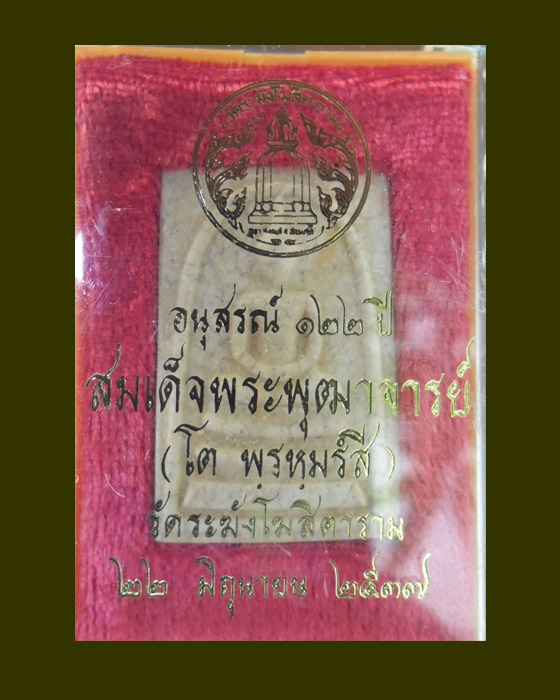 อนุสรณ์ ๑๒๒ ปี
สมเด็จพระพุฒาจารย์
(โต พฺรหฺมรํสี)
วัดระฆังโฆสิตาราม
๒๒ มิถุนายน ๒๕๓๗